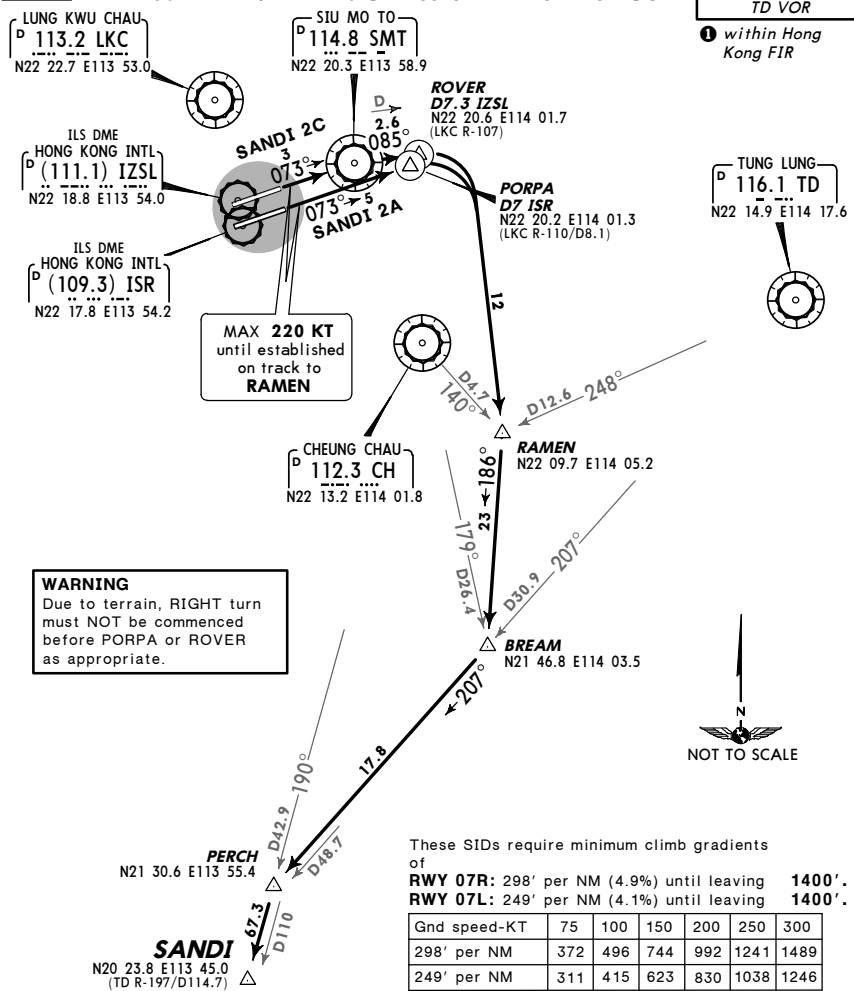 TD VOR
❶ within Hong
Kong FIR
LUNG KWU CHAU
D 113.2 LKC
N22 22.7 E113 53.0
SIU MO TO
D 114.8 SMT
N22 20.3 E113 58.9
ROVER
D7.3 IZSL
N22 20.6 E114 01.7
(LKC R-107)
D
2.6
085°
SANDI 2C
3
073°
ILS DME
HONG KONG INTL
D (111.1) IZSL
N22 18.8 E113 54.0
TUNG LUNG
D 116.1 TD
N22 14.9 E114 17.6
PORPA
D7 ISR
N22 20.2 E114 01.3
(LKC R-110/D8.1)
073° 5
SANDI 2A
ILS DME
HONG KONG INTL
D (109.3) ISR
N22 17.8 E113 54.2
12
MAX 220 KT
until established
on track to
RAMEN
D4.7
140°
D12.6 248°
CHEUNG CHAU
D 112.3 CH
N22 13.2 E114 01.8
RAMEN
N22 09.7 E114 05.2
186°
23
179°
D26.4
D30.9 207°
WARNING
Due to terrain, RIGHT turn
must NOT be commenced
before PORPA or ROVER
as appropriate.
BREAM
N21 46.8 E114 03.5
207°
N
NOT TO SCALE
17.8
190°
D42.9
D48.7
PERCH
N21 30.6 E113 55.4
67.3
D110
SANDI
N20 23.8 E113 45.0
(TD R-197/D114.7)
These SIDs require minimum climb gradients
of
RWY 07R: 298' per NM (4.9%) until leaving 1400'.
RWY 07L: 249' per NM (4.1%) until leaving 1400'.
Gnd speed-KT 75 100 150 200 250 300
298' per NM 372 496 744 992 1241 1489
249' per NM 311 415 623 830 1038 1246